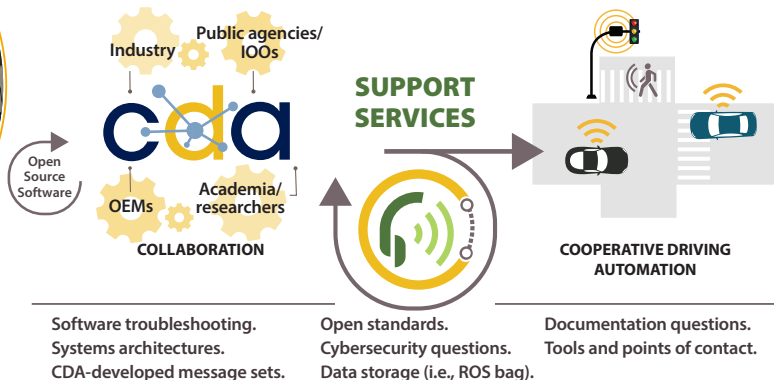 Industry
Public agencies/
IOOs
cda
Open
Source
Software
OEMs
Academia/
researchers
COLLABORATION
SUPPORT
SERVICES
COOPERATIVE DRIVING
AUTOMATION
Software troubleshooting.
Systems architectures.
CDA-developed message sets.
Open standards.
Cybersecurity questions.
Data storage (i.e., ROS bag).
Documentation questions.
Tools and points of contact.